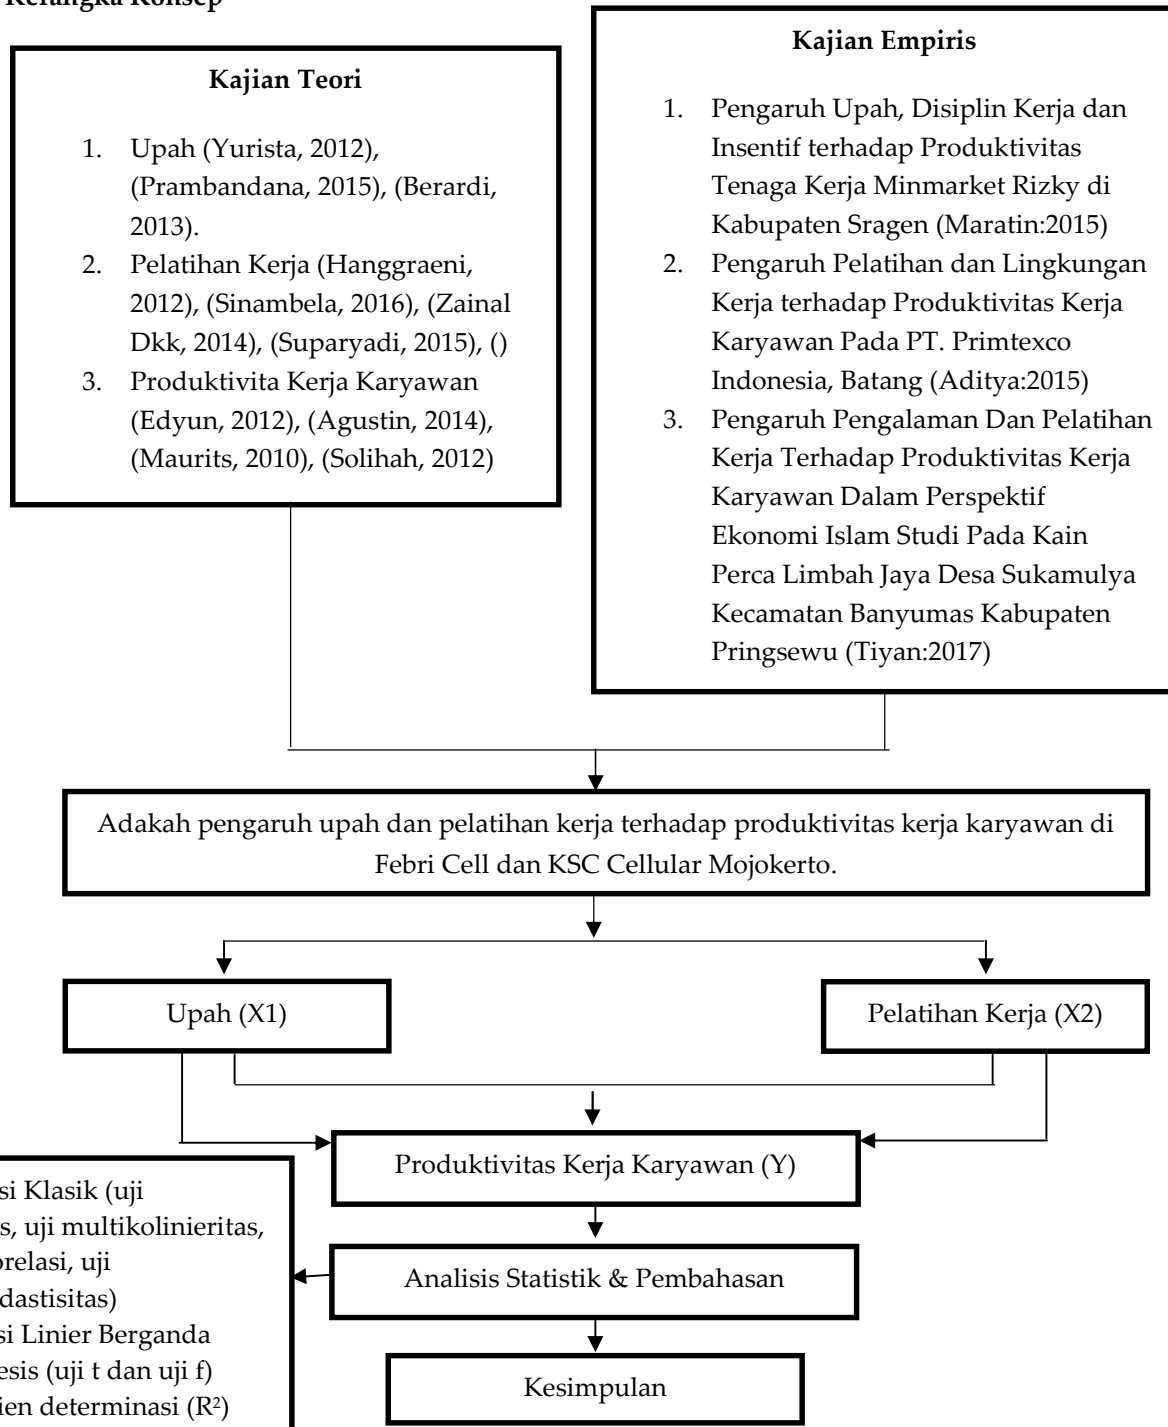 Kerangka Konsep
Kajian Teori
1. Upah (Yurista, 2012),
(Prambandana, 2015), (Berardi,
2013).
2. Pelatihan Kerja (Hanggraeni,
2012), (Sinambela, 2016), (Zainal
Dkk, 2014), (Suparyadi, 2015), ()
3. Produktivita Kerja Karyawan
(Edyun, 2012), (Agustin, 2014),
(Maurits, 2010), (Solihah, 2012)
Kajian Empiris
1. Pengaruh Upah, Disiplin Kerja dan
Insentif terhadap Produktivitas
Tenaga Kerja Minmarket Rizky di
Kabupaten Sragen (Maratin:2015)
2. Pengaruh Pelatihan dan Lingkungan
Kerja terhadap Produktivitas Kerja
Karyawan Pada PT. Primtexco
Indonesia, Batang (Aditya:2015)
3. Pengaruh Pengalaman Dan Pelatihan
Kerja Terhadap Produktivitas Kerja
Karyawan Dalam Perspektif
Ekonomi Islam Studi Pada Kain
Perca Limbah Jaya Desa Sukamulya
Kecamatan Banyumas Kabupaten
Pringsewu (Tiyan:2017)
Adakah pengaruh upah dan pelatihan kerja terhadap produktivitas kerja karyawan di
Febri Cell dan KSC Cellular Mojokerto.
Upah (X1)
Pelatihan Kerja (X2)
Produktivitas Kerja Karyawan (Y)
si Klasik (uji
s, uji multikolinieritas,
orelasi, uji
dastisitas)
si Linier Berganda
esis (uji t dan uji f)
ien determinasi (R²)
Analisis Statistik & Pembahasan
Kesimpulan